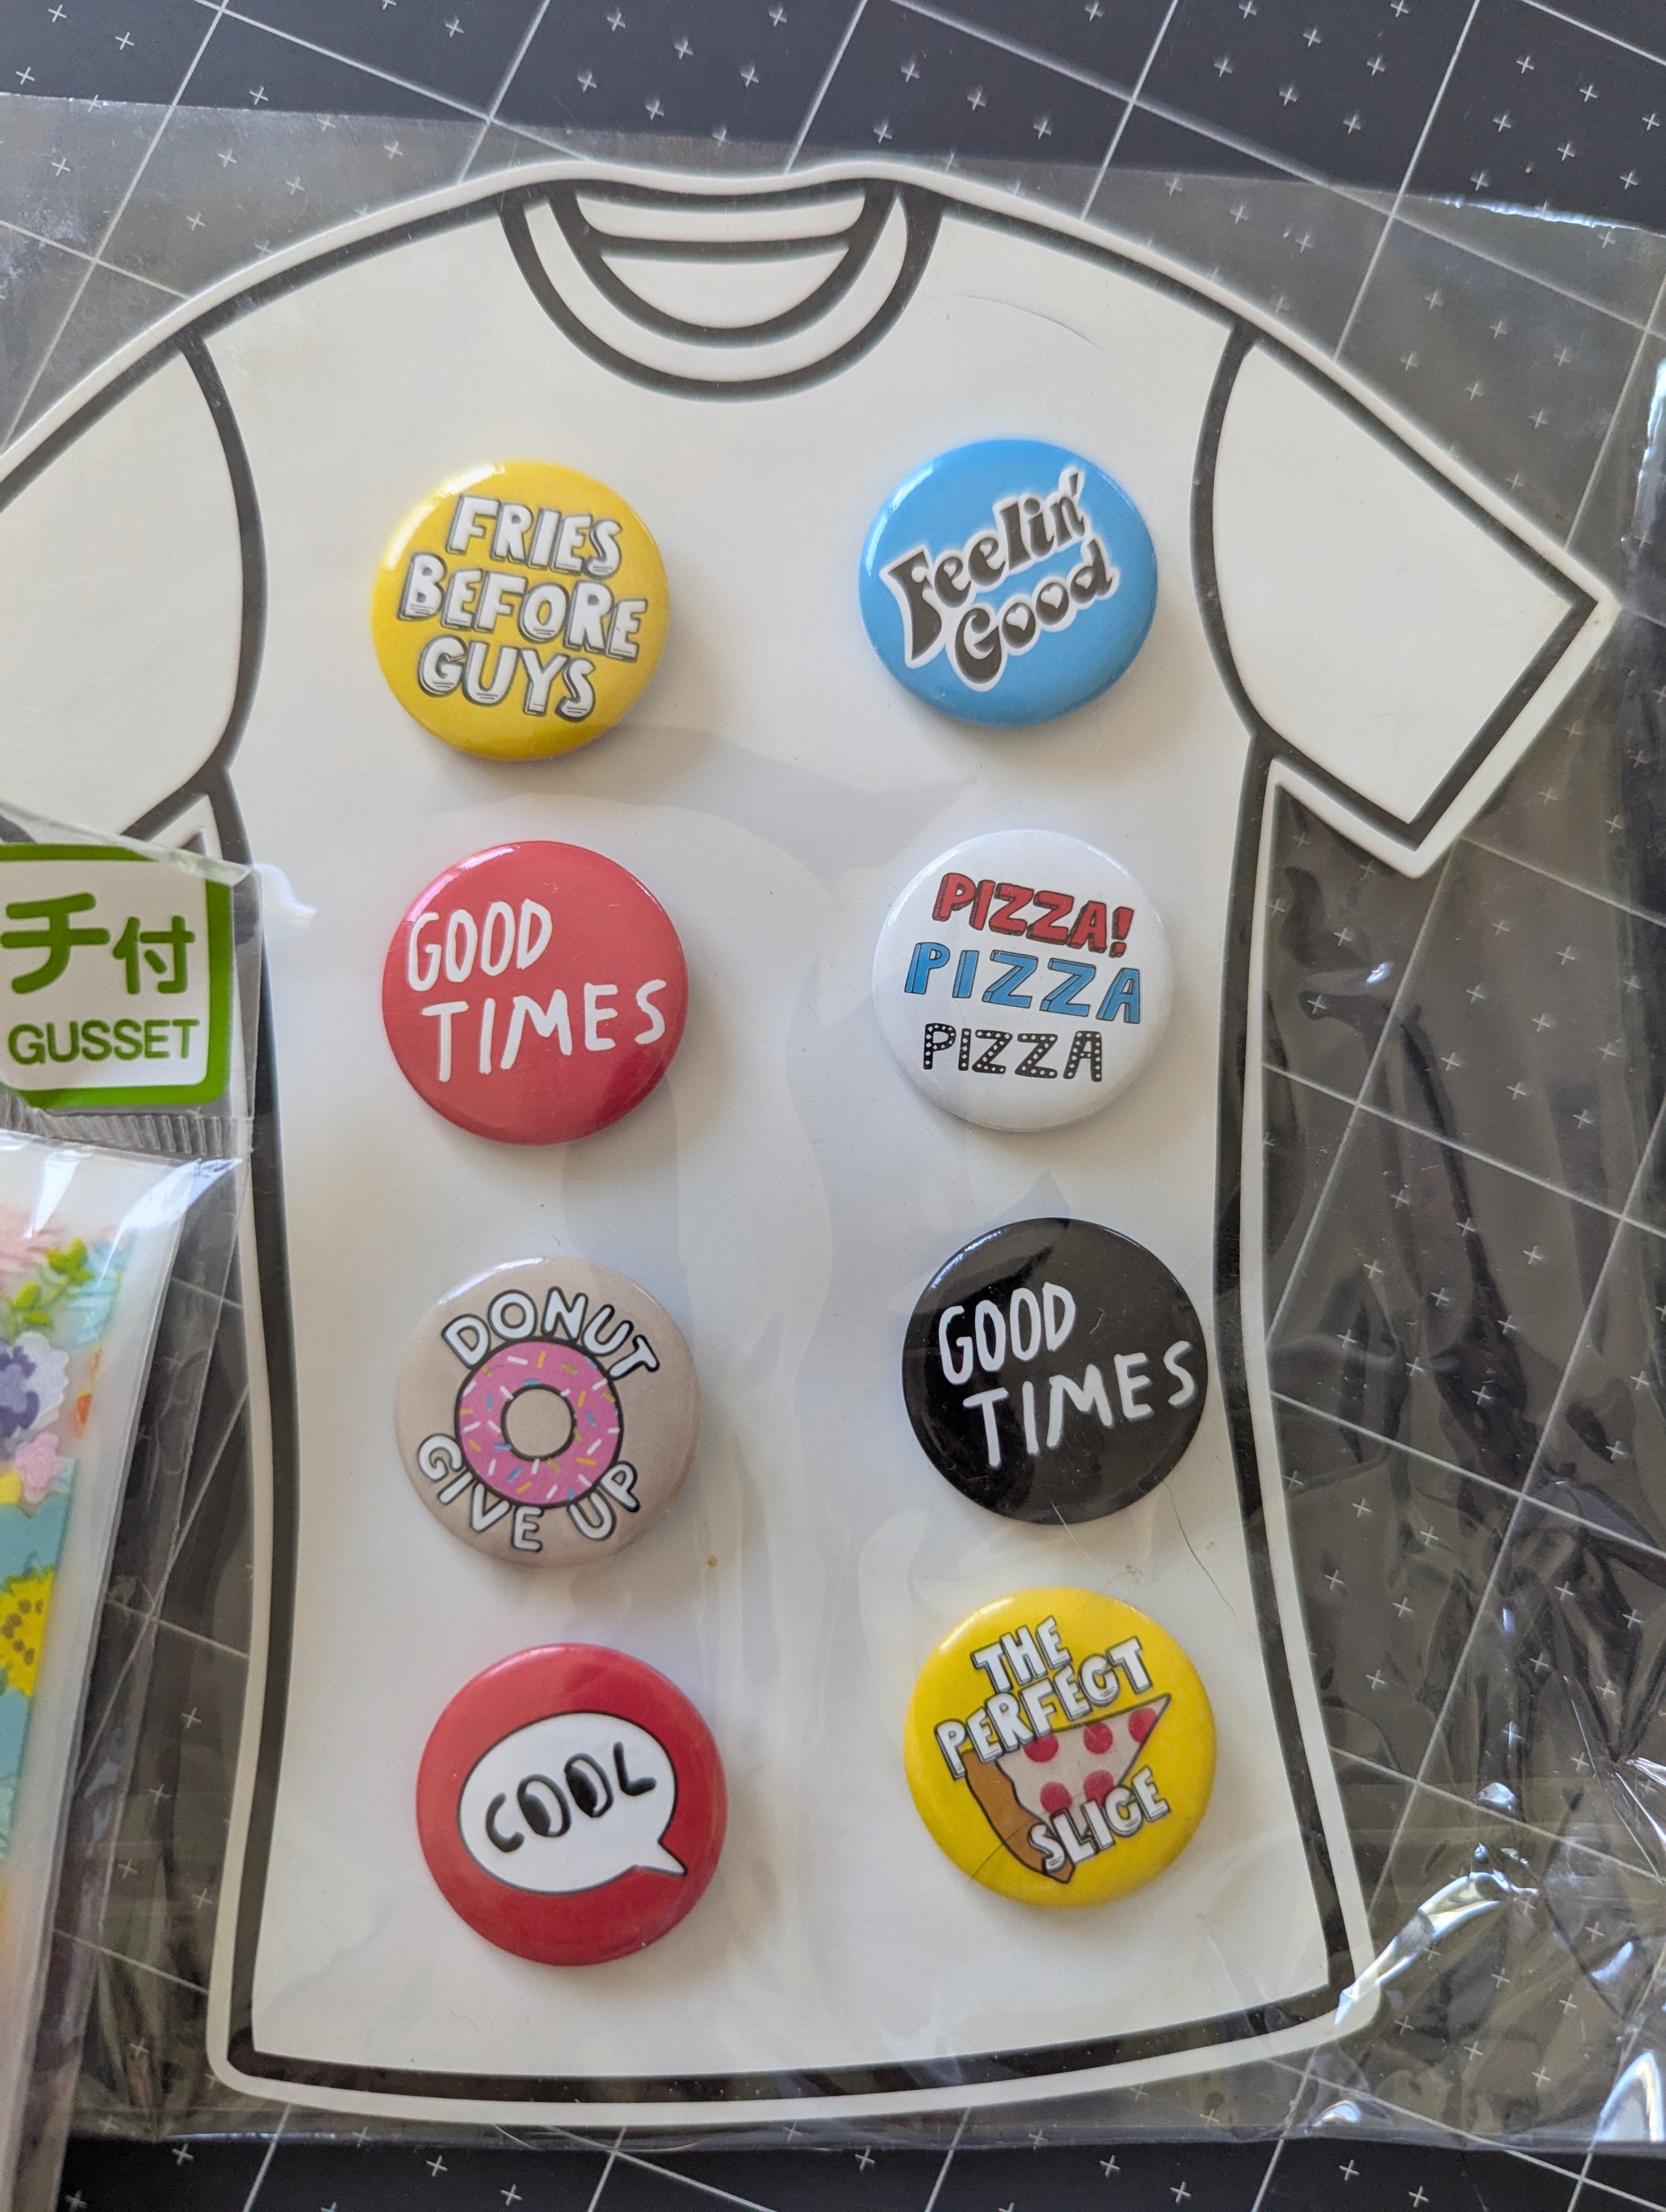 FRIES
BEFORE
GUYS
Feelin'
Good
GOOD
TIMES
PIZZA!
PIZZA
PIZZA
チ付
GUSSET
DONUT
GIVE UP
GOOD
TIMES
COOL
THE
PERFECT
SLICE